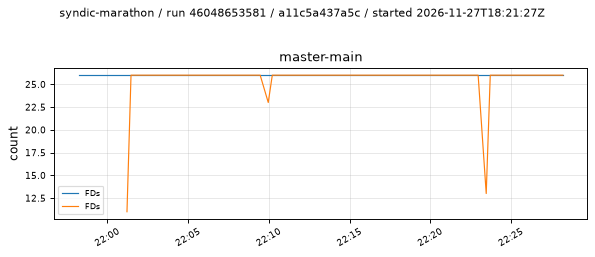 syndic-marathon / run 46048653581 / a11c5a437a5c / started 2026-11-27T18:21:27Z
master-main
count
25.0
22.5
20.0
17.5
15.0
12.5
FDs
FDs
22:00
22:05
22:10
22:15
22:20
22:25